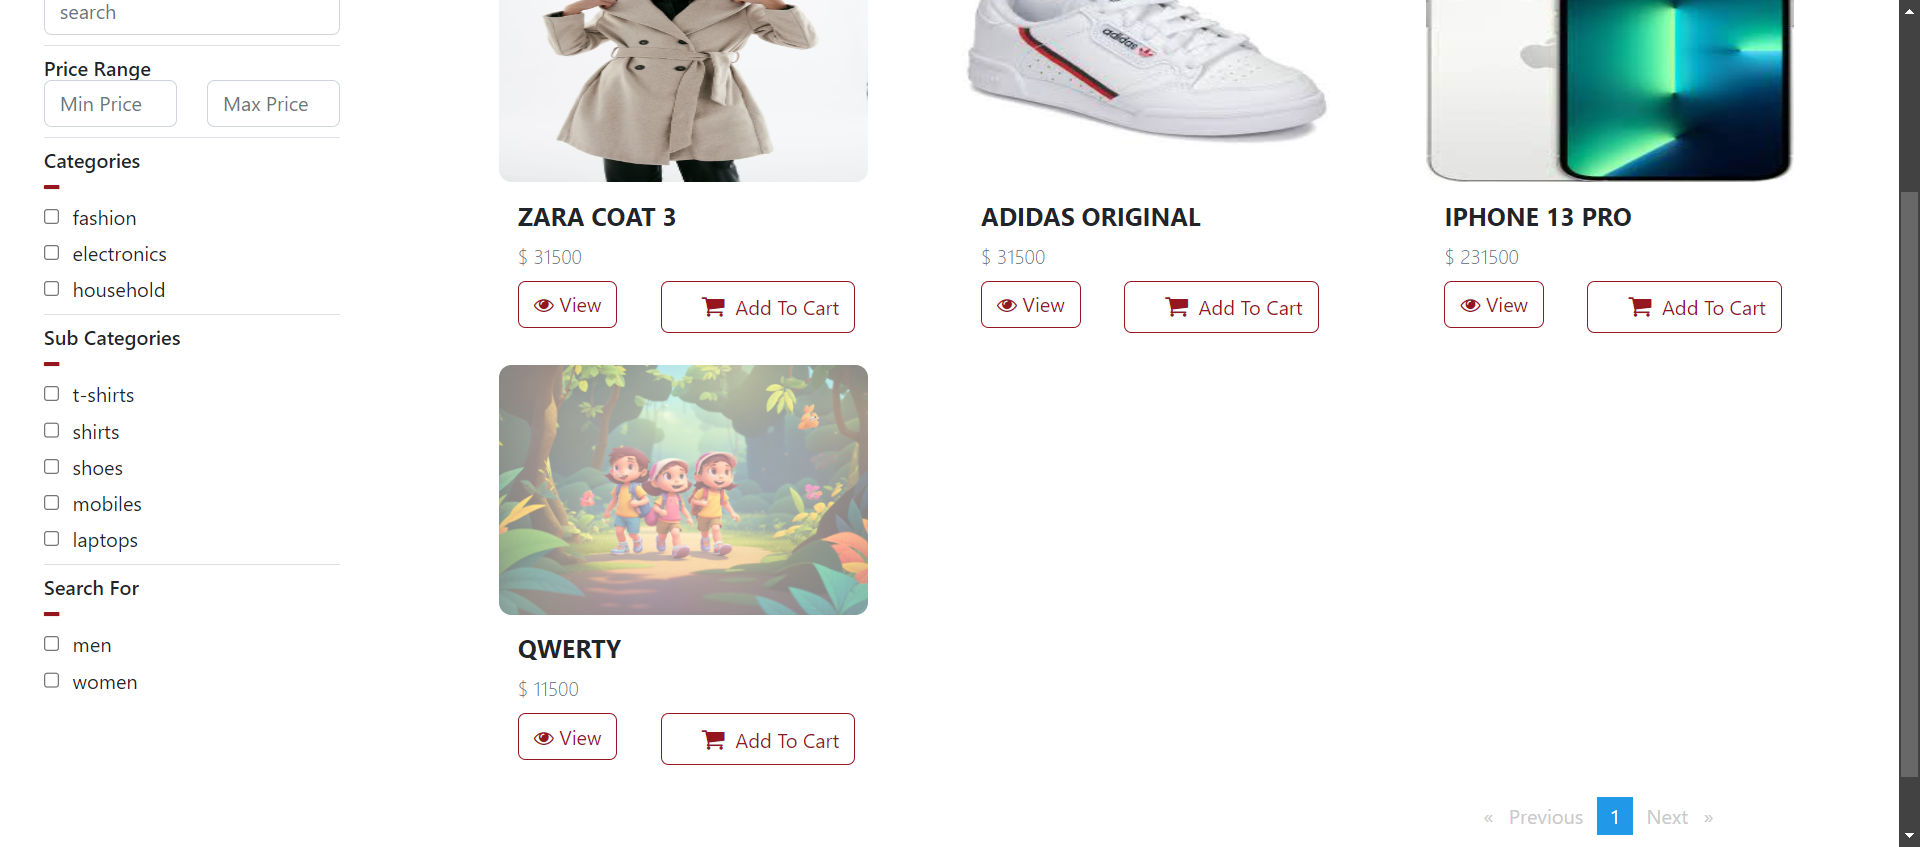 search
Price Range
Min Price Max Price
Categories
fashion
electronics
household
Sub Categories
t-shirts
shirts
shoes
mobiles
laptops
Search For
men
women
adidas
ZARA COAT 3
$ 31500
View Add To Cart
ADIDAS ORIGINAL
$ 31500
View Add To Cart
IPHONE 13 PRO
$ 231500
View Add To Cart
QWERTY
$ 11500
View Add To Cart
« Previous 1 Next »